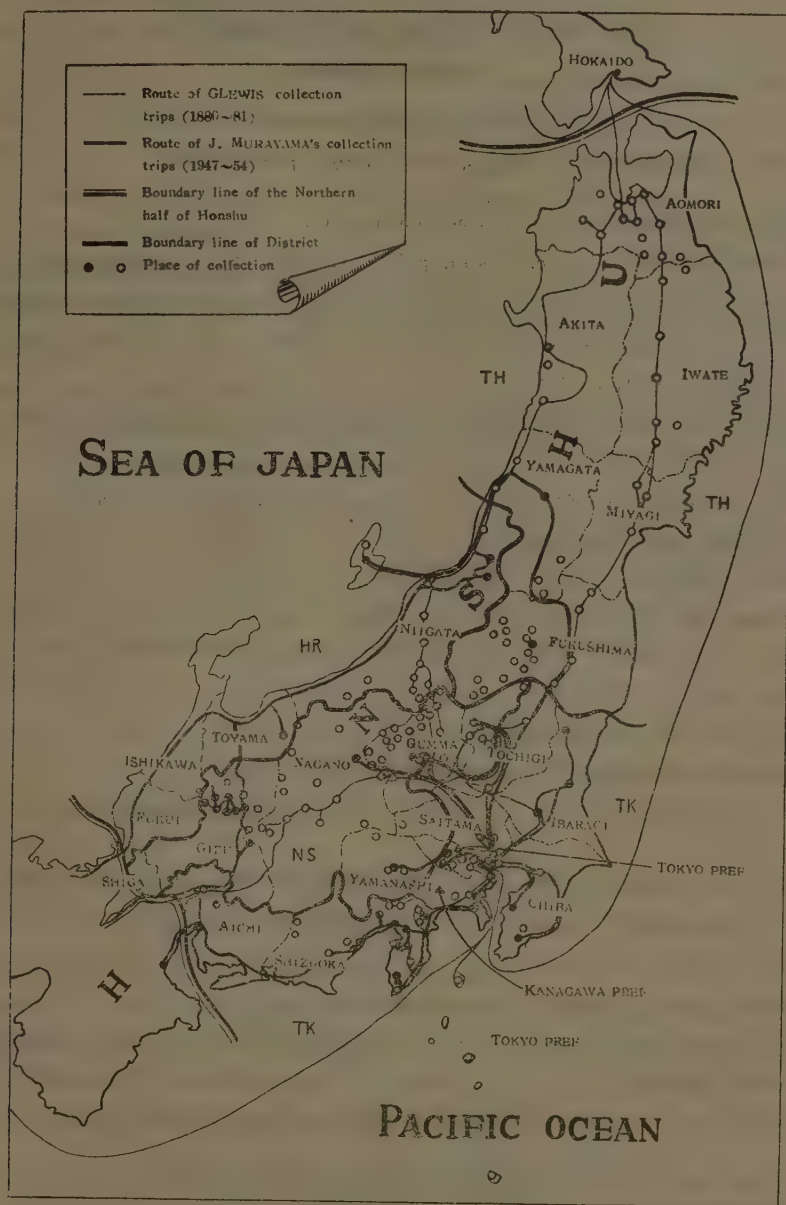 HOKAIDO
Route of GLEWIS collection
trips (1880~81)
Route of J. MURAYAMA's collection
trips (1947~54)
Boundary line of the Northern
half of Honshu
Boundary line of District
Place of collection
AOMORI
U
AKITA
TH
IWATE
H
SEA OF JAPAN
YAMAGATA
TH
MIYAGI
S
NIIGATA
HR
FUKUSHIMA
N
TOYAMA
GUMMA
TOCHIGI
ISHIKAWA
NAGANO
TK
FUKUI
SAITAMA
IBARAGI
GIFU
NS
TOKYO PREF
SHIGA
YAMANASHI
CHIBA
AICHI
SHIZUOKA
H
KANAGAWA PREF
TK
TOKYO PREF
PACIFIC OCEAN